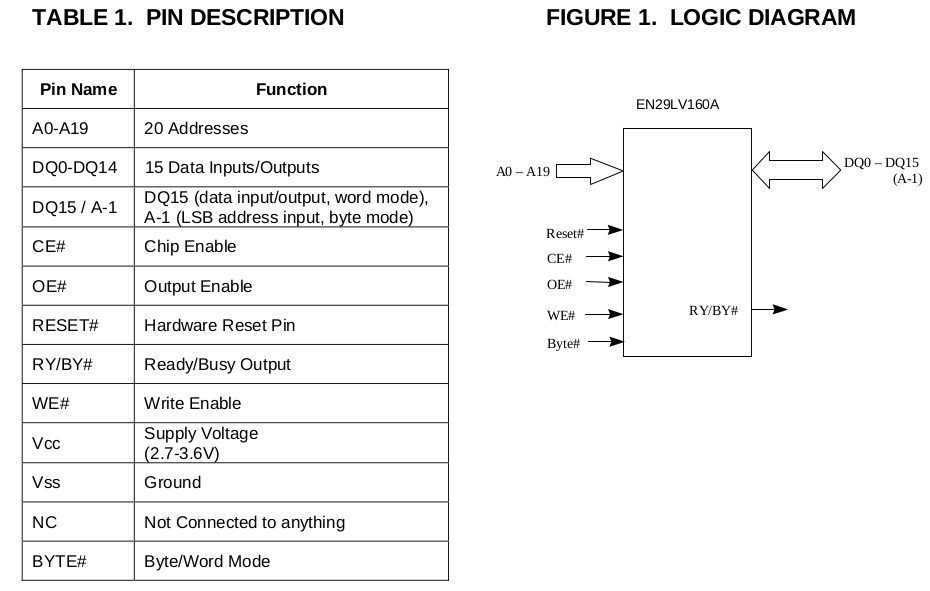 TABLE 1. PIN DESCRIPTION
Pin Name Function
A0-A19 20 Addresses
DQ0-DQ14 15 Data Inputs/Outputs
DQ15 / A-1 DQ15 (data input/output, word mode),
A-1 (LSB address input, byte mode)
CE# Chip Enable
OE# Output Enable
RESET# Hardware Reset Pin
RY/BY# Ready/Busy Output
WE# Write Enable
Vcc Supply Voltage
(2.7-3.6V)
Vss Ground
NC Not Connected to anything
BYTE# Byte/Word Mode
FIGURE 1. LOGIC DIAGRAM
EN29LV160A
A0 – A19
DQ0 – DQ15
(A-1)
Reset#
CE#
OE#
WE#
RY/BY#
Byte#